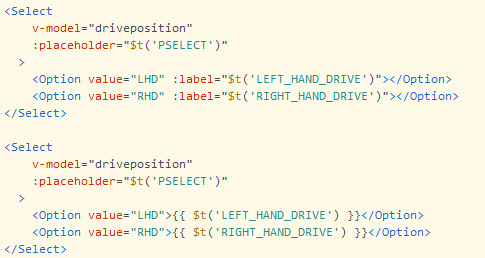 <Select
v-model="driveposition"
:placeholder="$t('PSELECT')"
>
<Option value="LHD" :label="$t('LEFT_HAND_DRIVE')"></Option>
<Option value="RHD" :label="$t('RIGHT_HAND_DRIVE')"></Option>
</Select>

<Select
v-model="driveposition"
:placeholder="$t('PSELECT')"
>
<Option value="LHD">{{ $t('LEFT_HAND_DRIVE') }}</Option>
<Option value="RHD">{{ $t('RIGHT_HAND_DRIVE') }}</Option>
</Select>